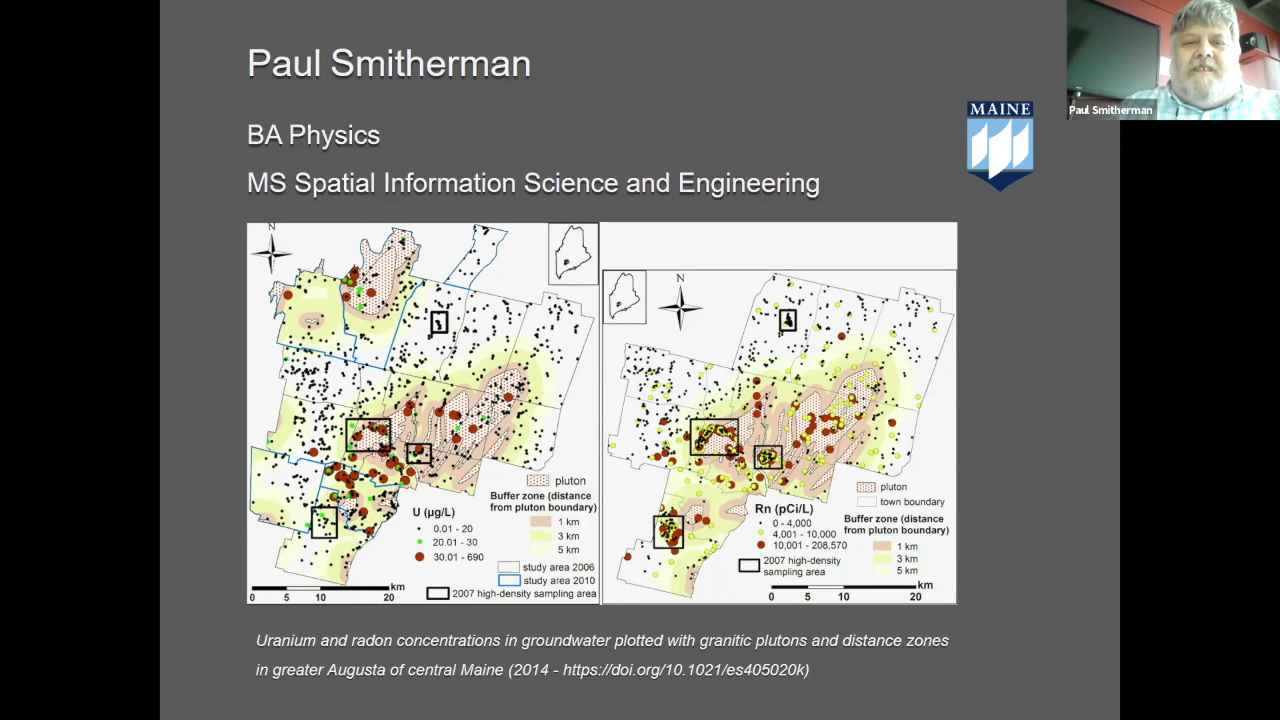 Paul Smitherman
BA Physics
MS Spatial Information Science and Engineering
MAINE
Paul Smitherman
N
pluton
Buffer zone (distance
from pluton boundary)
1 km
3 km
5 km
U (µg/L)
0.01 - 20
20.01 - 30
30.01 - 690
study area 2006
study area 2010
2007 high-density sampling area
km
0 5 10 20
N
pluton
town boundary
Rn (pCi/L)
0 - 4,000
4,001 - 10,000
10,001 - 208,570
2007 high-density
sampling area
Buffer zone (distance
from pluton boundary)
1 km
3 km
5 km
km
0 5 10 20
Uranium and radon concentrations in groundwater plotted with granitic plutons and distance zones
in greater Augusta of central Maine (2014 - https://doi.org/10.1021/es405020k)